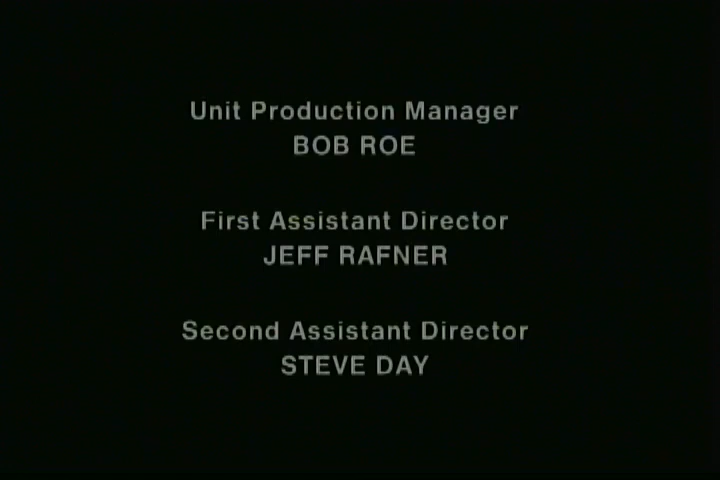 Unit Production Manager
BOB ROE
First Assistant Director
JEFF RAFNER
Second Assistant Director
STEVE DAY